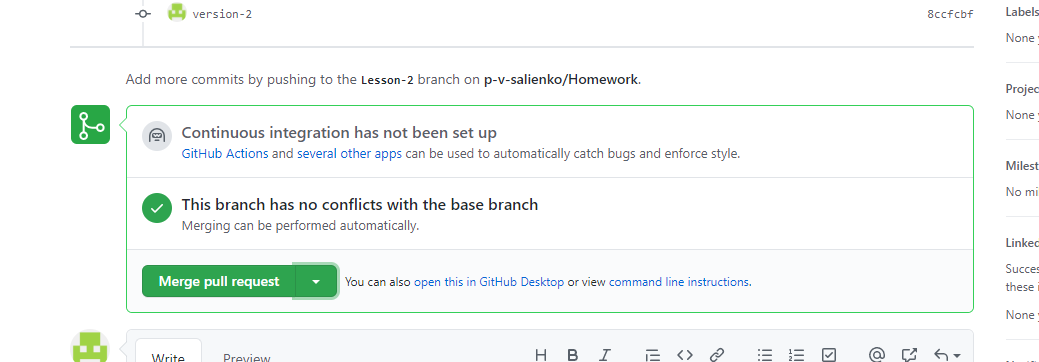 version-2 8ccfcbf
Labels
None y
Add more commits by pushing to the Lesson-2 branch on p-v-salienko/Homework.
Projec
None y
Continuous integration has not been set up
GitHub Actions and several other apps can be used to automatically catch bugs and enforce style.
Milest
No mi
This branch has no conflicts with the base branch
Merging can be performed automatically.
Linked
Succes
these i
None y
Merge pull request
You can also open this in GitHub Desktop or view command line instructions.
Write Preview H B I @